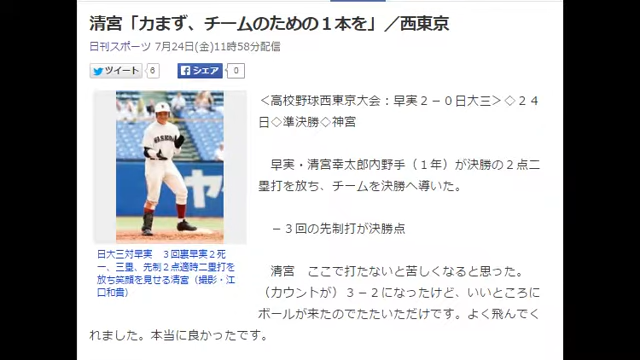 清宮「力まず、チームのための１本を」／西東京
日刊スポーツ 7月24日(金)11時58分配信
ツイート 6 シェア 0
＜高校野球西東京大会：早実２－０日大三＞◇２４
日◇準決勝◇神宮
早実・清宮幸太郎内野手（１年）が決勝の２点二
塁打を放ち、チームを決勝へ導いた。
－３回の先制打が決勝点
日大三対早実　３回裏早実２死
一、三塁、先制２点適時二塁打を
放ち笑顔を見せる清宮（撮影・江
口和貴）
清宮　ここで打たないと苦しくなると思った。
（カウントが）３－２になったけど、いいところに
ボールが来たのでたたいただけです。よく飛んでく
れました。本当に良かったです。